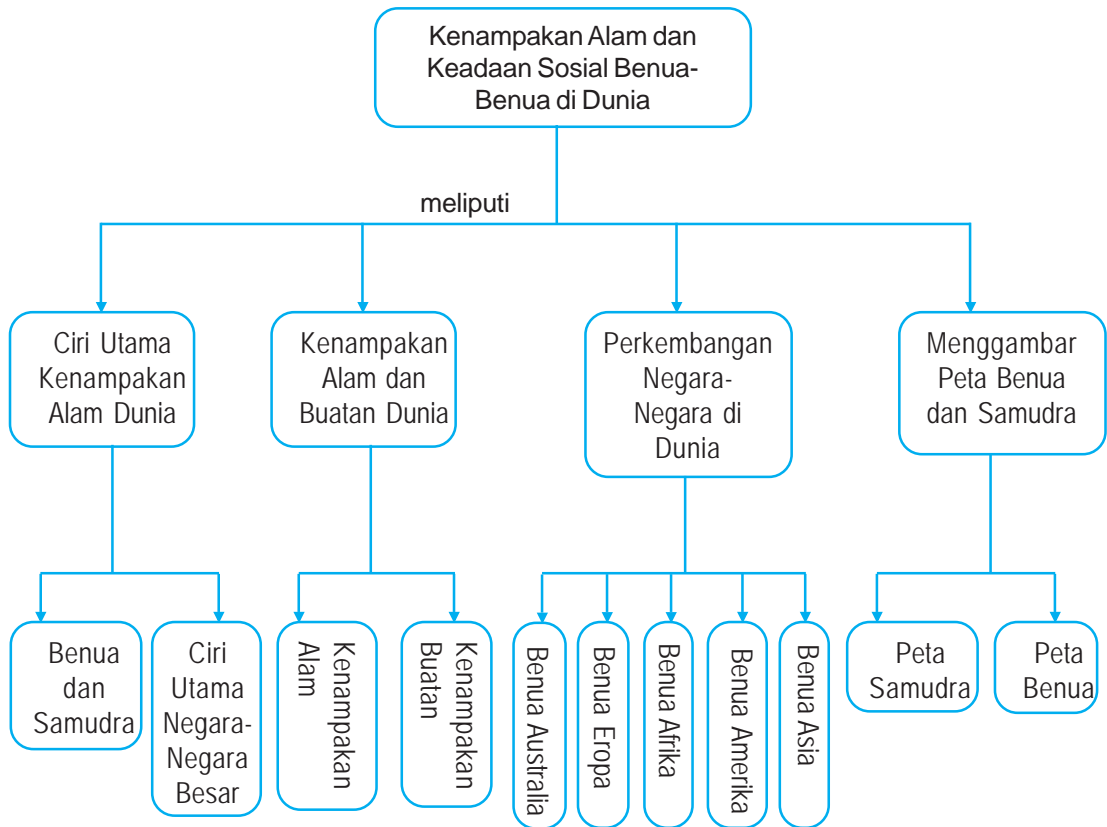 Kenampakan Alam dan
Keadaan Sosial Benua-
Benua di Dunia
meliputi
Ciri Utama
Kenampakan
Alam Dunia
Kenampakan
Alam dan
Buatan Dunia
Perkembangan
Negara-
Negara di
Dunia
Menggambar
Peta Benua
dan Samudra
Benua
dan
Samudra
Ciri
Utama
Negara-
Negara
Besar
Kenampakan
Alam
Kenampakan
Buatan
Benua Australia
Benua Eropa
Benua Afrika
Benua Amerika
Benua Asia
Peta
Samudra
Peta
Benua